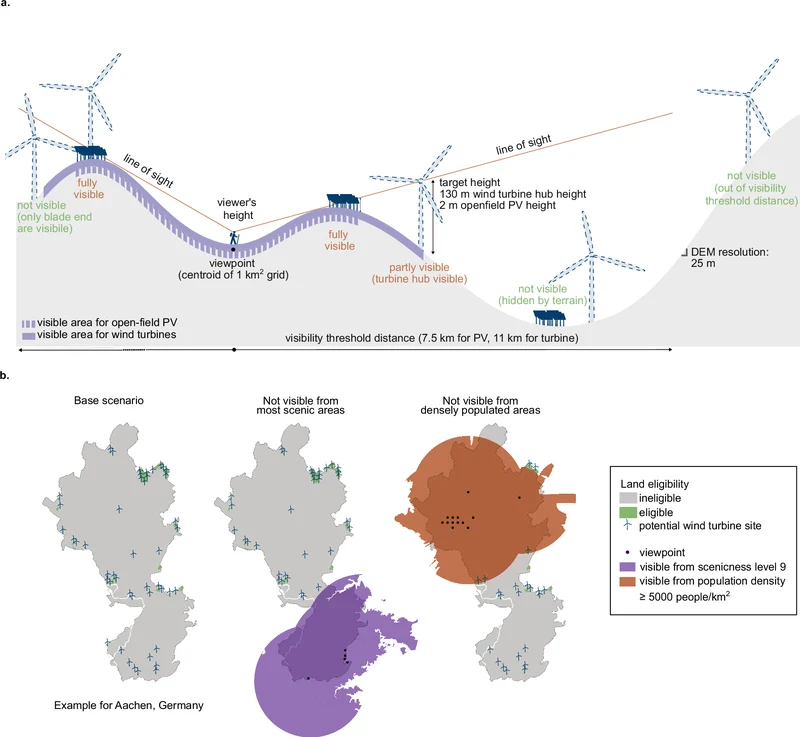 a.
line of sight
line of sight
viewer's
height
target height
130 m wind turbine hub height
2 m openfield PV height
not visible
(out of visibility
threshold distance)
not visible
(only blade end
are visibile)
fully
visible
fully
visible
viewpoint
(centroid of 1 km² grid)
partly visible
(turbine hub visible)
not visible
(hidden by terrain)
DEM resolution:
25 m
visible area for open-field PV
visible area for wind turbines
visibility threshold distance (7.5 km for PV, 11 km for turbine)
b.
Base scenario
Not visible from
most scenic areas
Not visible from
densely populated areas
Land eligibility
ineligible
eligible
potential wind turbine site
viewpoint
visible from scenicness level 9
visible from population density
≥ 5000 people/km²
Example for Aachen, Germany